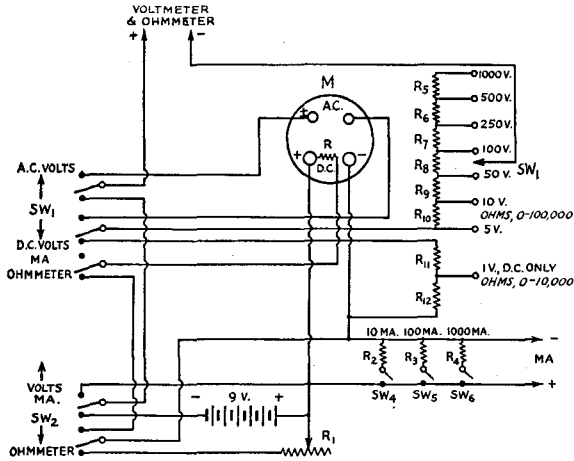 VOLTMETER
& OHMMETER
+ -
M
A.C.
+
R
+ -
D.C.
R5
R6
R7
R8
R9
R10
R11
R12
1000 V.
500 V.
250 V.
100 V.
SW1
50 V.
10 V.
OHMS, 0-100,000
5 V.
1V., D.C. ONLY
OHMS, 0-10,000
A.C. VOLTS
SW1
D.C. VOLTS
MA
OHMMETER
10 MA. 100 MA. 1000 MA.
R2 R3 R4
-
MA
+
SW4 SW5 SW6
VOLTS
MA.
SW2
OHMMETER
- 9 V. +
R1